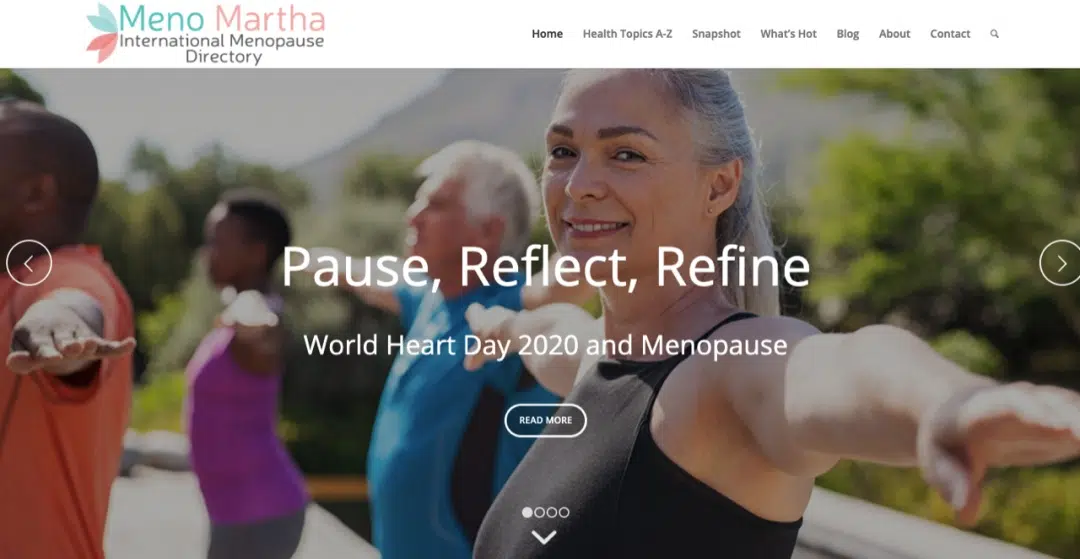 Meno Martha
International Menopause
Directory
Home Health Topics A-Z Snapshot What's Hot Blog About Contact
Pause, Reflect, Refine
World Heart Day 2020 and Menopause
READ MORE